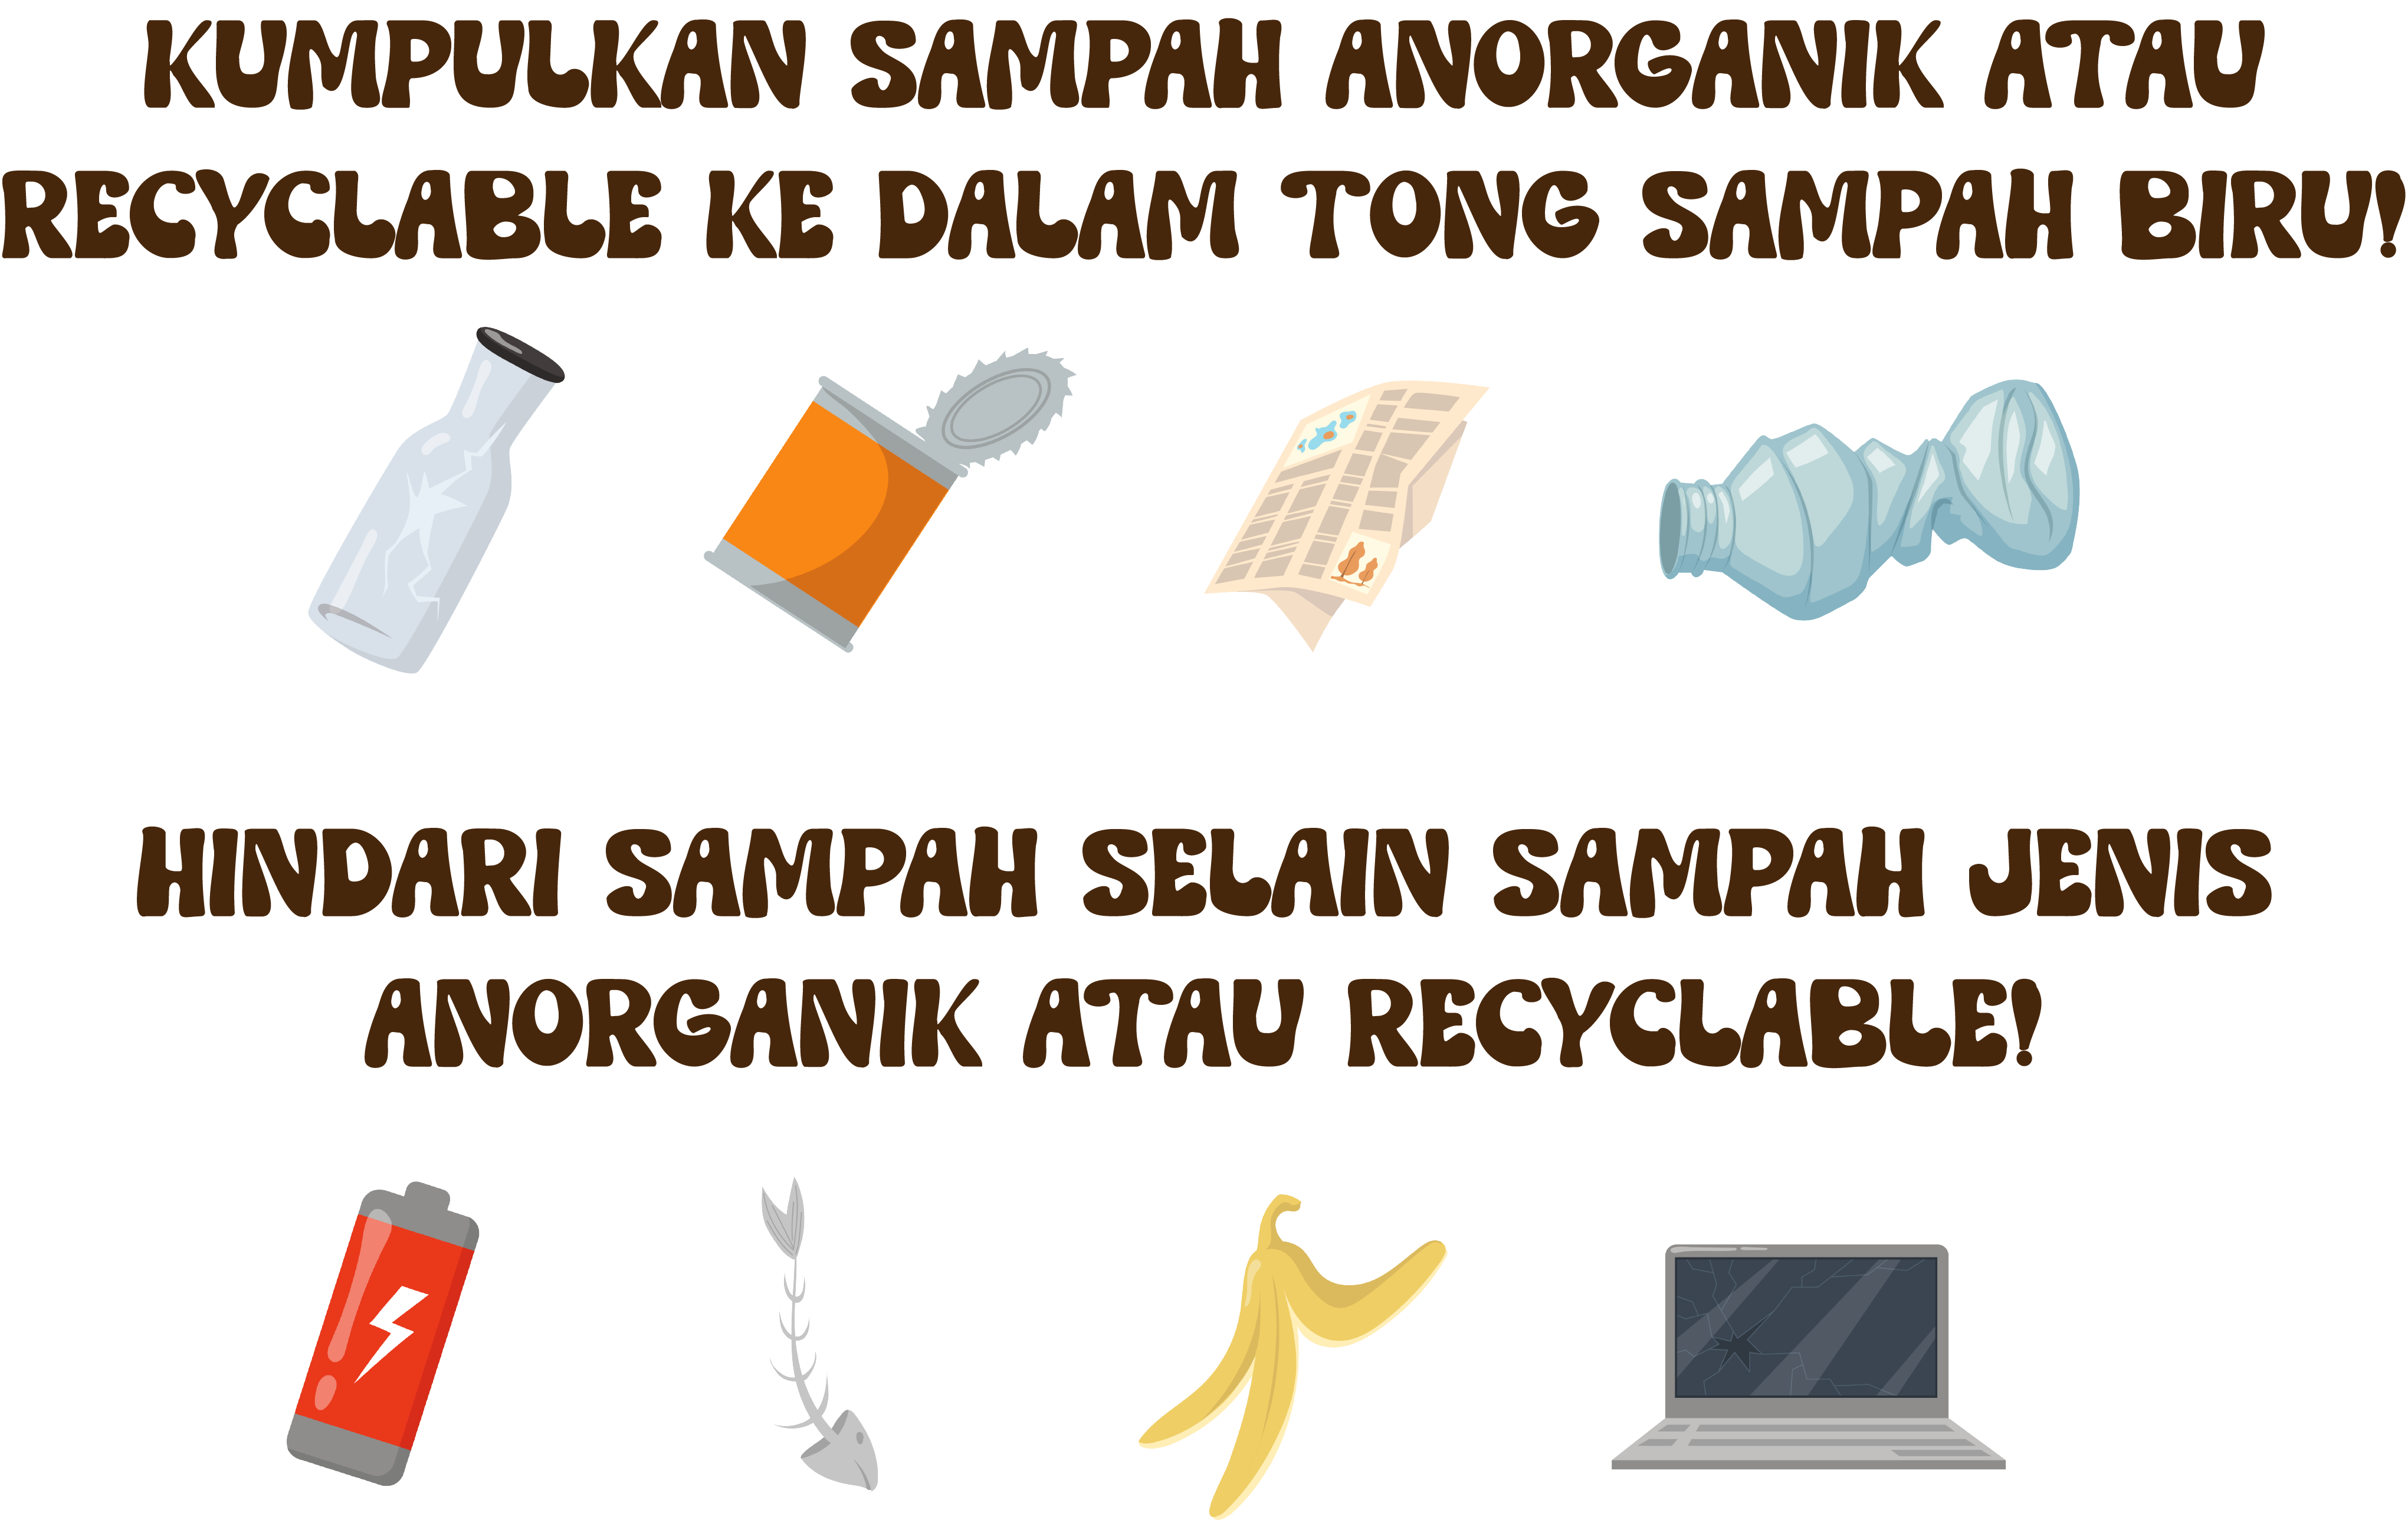 KUMPULKAN SAMPAH ANORGANIK ATAU
RECYCLABLE KE DALAM TONG SAMPAH BIRU!
HINDARI SAMPAH SELAIN SAMPAH JENIS
ANORGANIK ATAU RECYCLABLE!